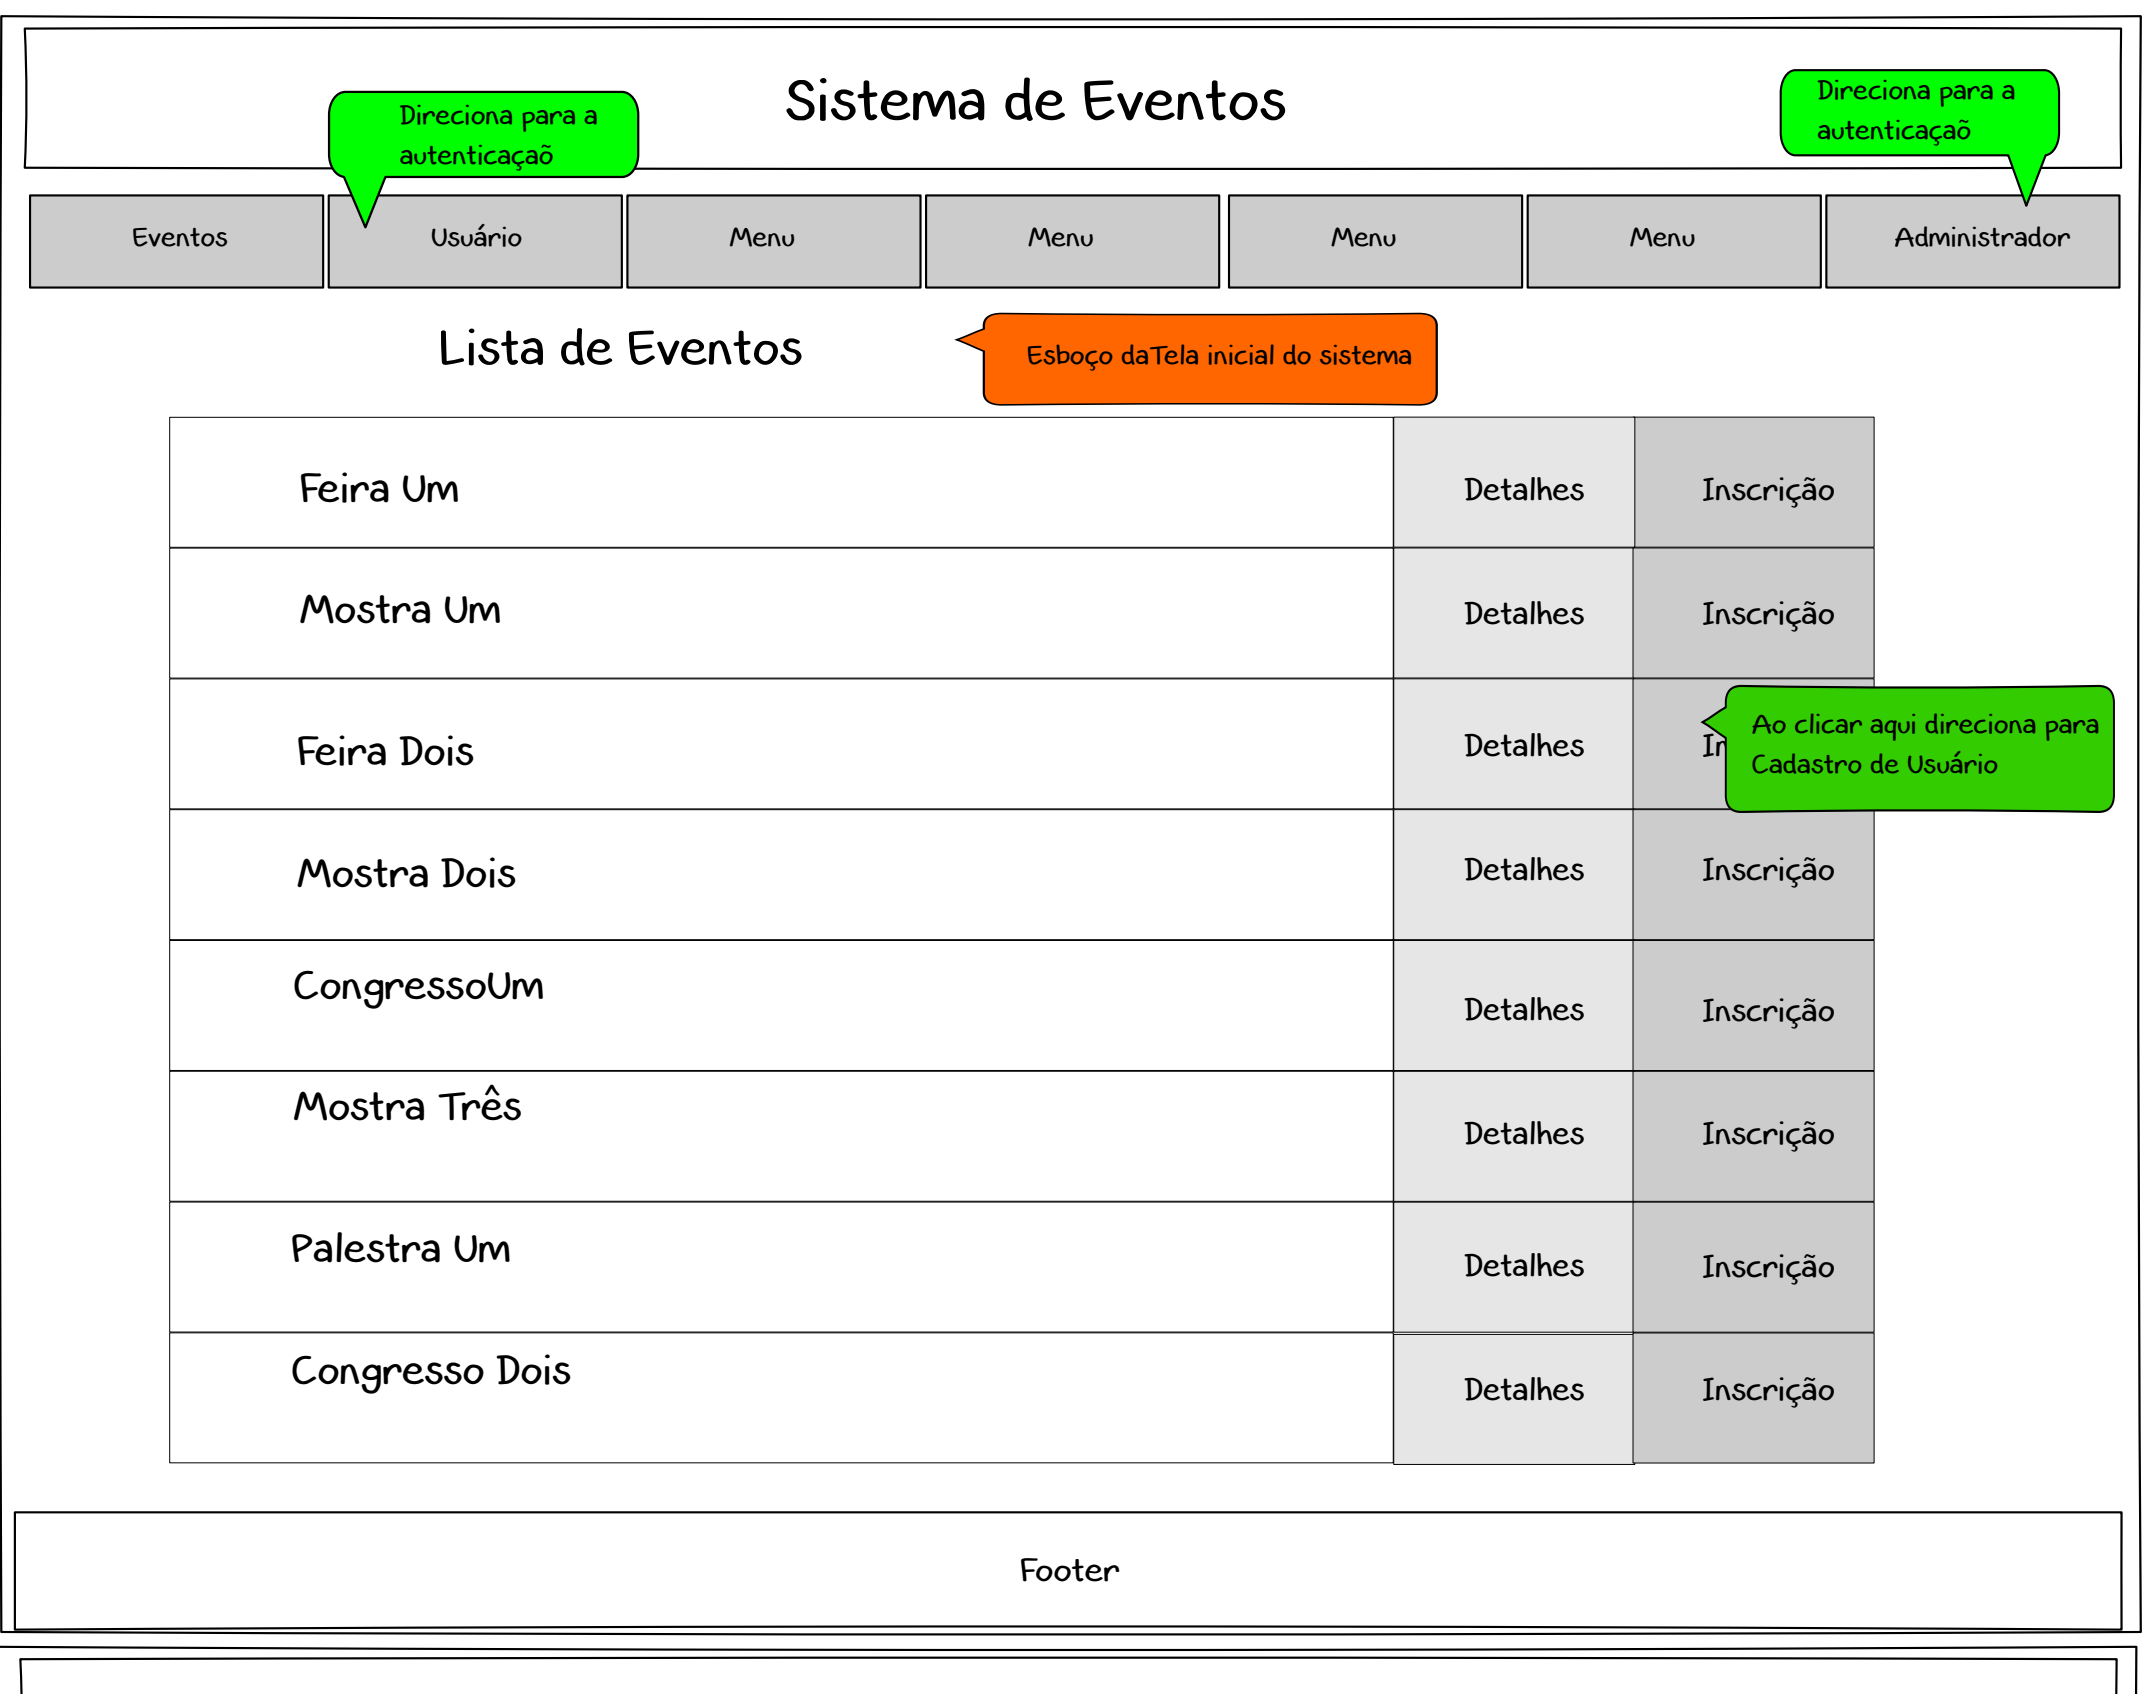 Sistema de Eventos
Direciona para a
autenticaçaõ
Direciona para a
autenticaçaõ
Eventos
Usuário
Menu
Menu
Menu
Menu
Administrador
Lista de Eventos
Esboço daTela inicial do sistema
Feira Um
Detalhes
Inscrição
Mostra Um
Detalhes
Inscrição
Feira Dois
Detalhes
Ao clicar aqui direciona para
Cadastro de Usuário
Mostra Dois
Detalhes
Inscrição
CongressoUm
Detalhes
Inscrição
Mostra Três
Detalhes
Inscrição
Palestra Um
Detalhes
Inscrição
Congresso Dois
Detalhes
Inscrição
Footer